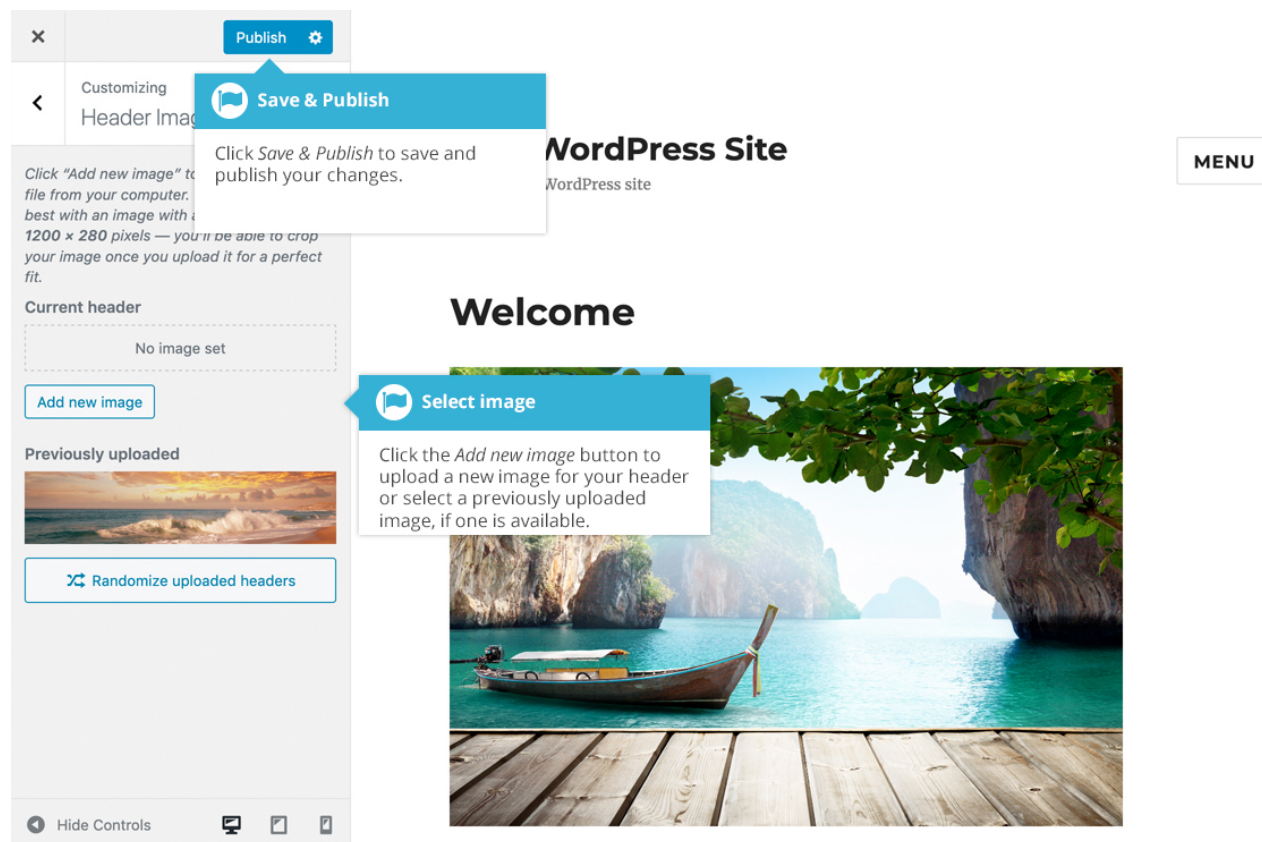 Publish
Customizing
Header Imag
Save & Publish
Click Save & Publish to save and
publish your changes.
Click “Add new image” to
file from your computer.
best with an image with a
1200 × 280 pixels — you’ll be able to crop
your image once you upload it for a perfect
fit.
Current header
No image set
Add new image
Previously uploaded
Randomize uploaded headers
Hide Controls
WordPress Site
WordPress site
MENU
Welcome
Select image
Click the Add new image button to
upload a new image for your header
or select a previously uploaded
image, if one is available.